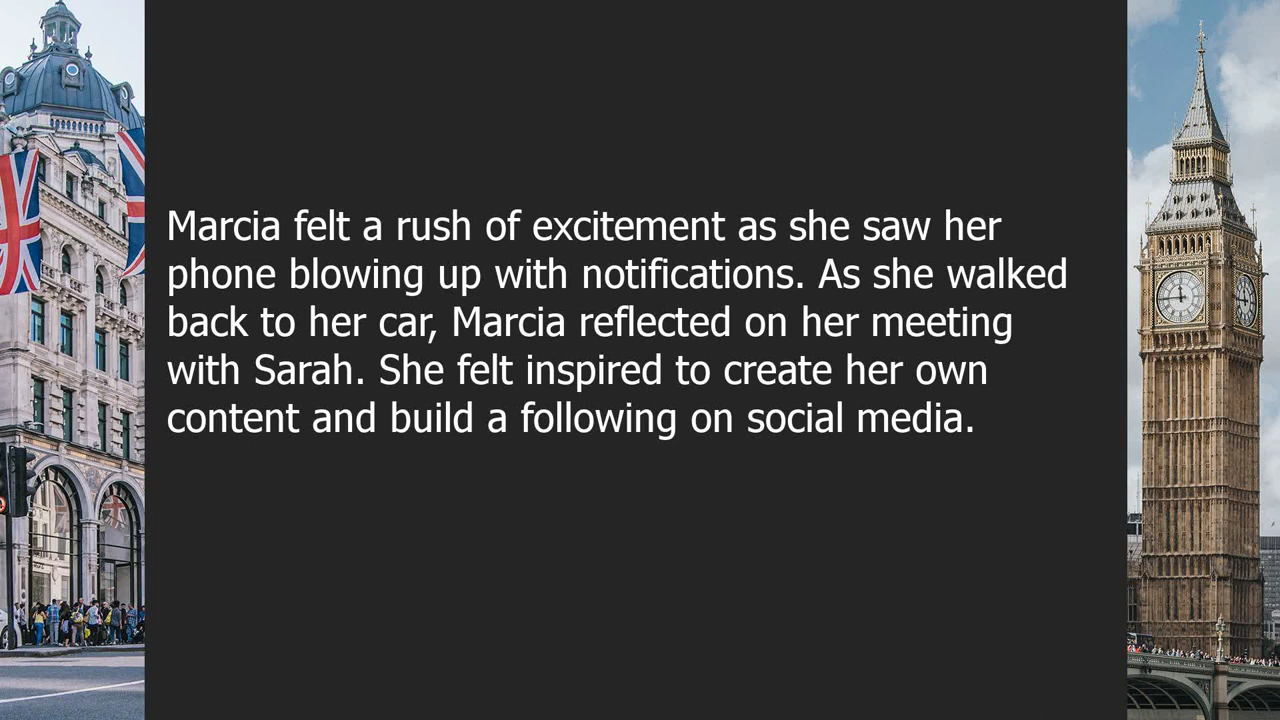 Marcia felt a rush of excitement as she saw her
phone blowing up with notifications. As she walked
back to her car, Marcia reflected on her meeting
with Sarah. She felt inspired to create her own
content and build a following on social media.